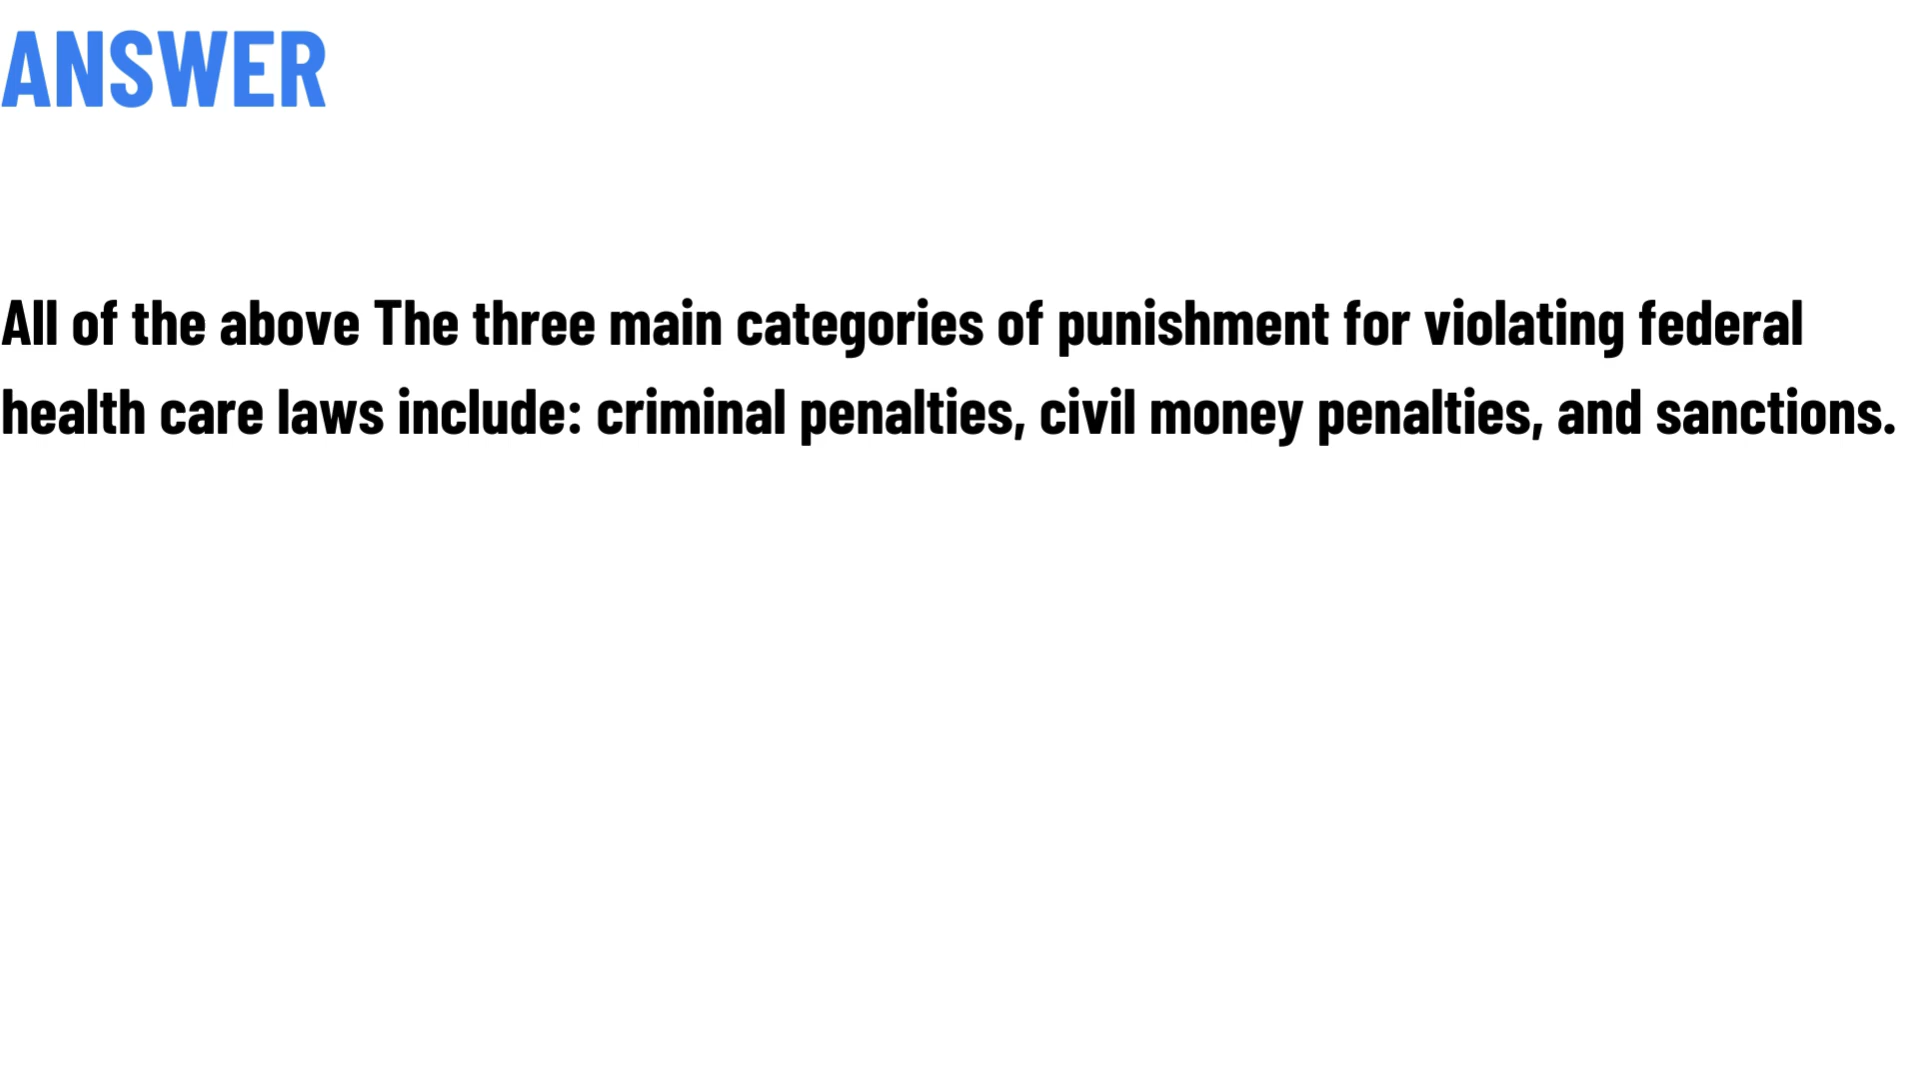 ANSWER
All of the above The three main categories of punishment for violating federal
health care laws include: criminal penalties, civil money penalties, and sanctions.